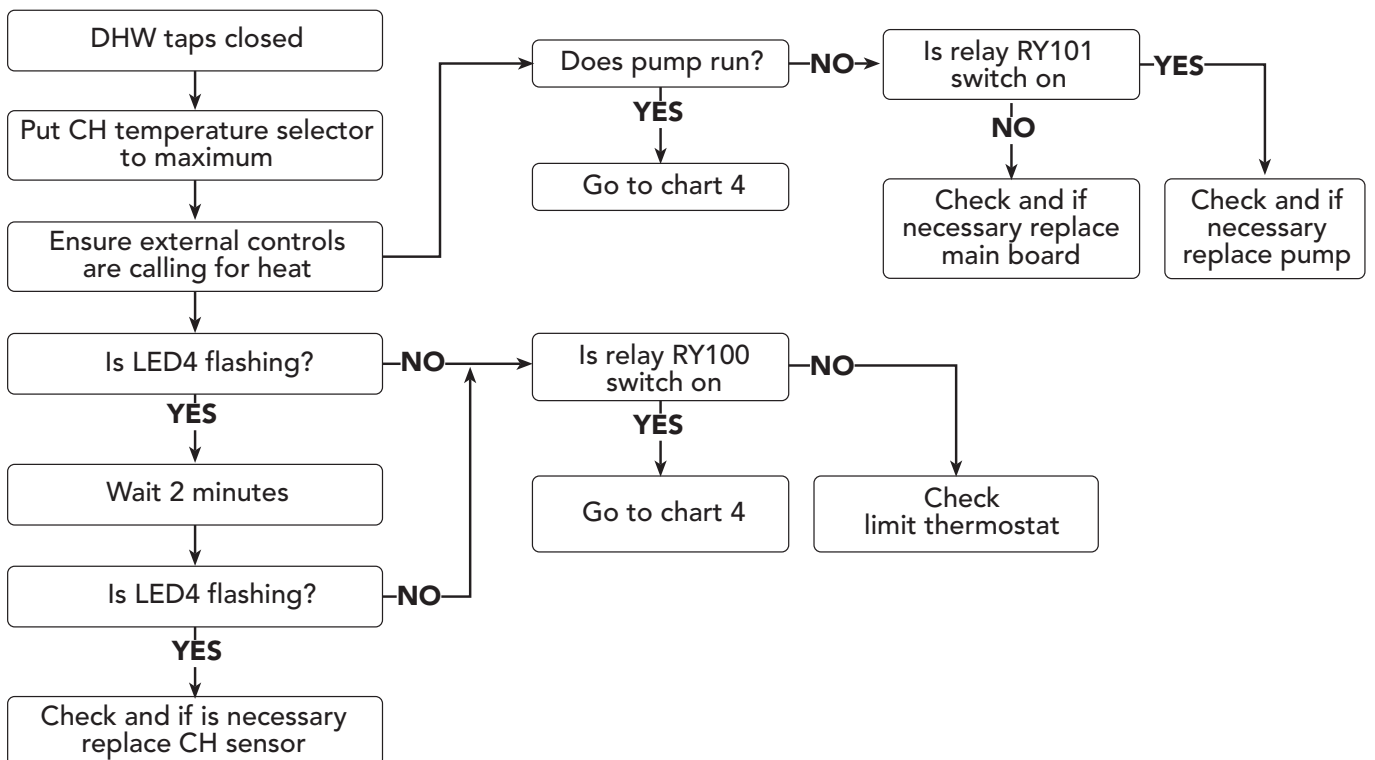 DHW taps closed
Put CH temperature selector
to maximum
Ensure external controls
are calling for heat
Is LED4 flashing?
NO
YES
Wait 2 minutes
Is LED4 flashing?
NO
YES
Check and if is necessary
replace CH sensor
Does pump run?
NO
YES
Go to chart 4
Is relay RY101
switch on
YES
NO
Check and if
necessary replace
main board
Check and if
necessary
replace pump
Is relay RY100
switch on
NO
YES
Go to chart 4
Check
limit thermostat